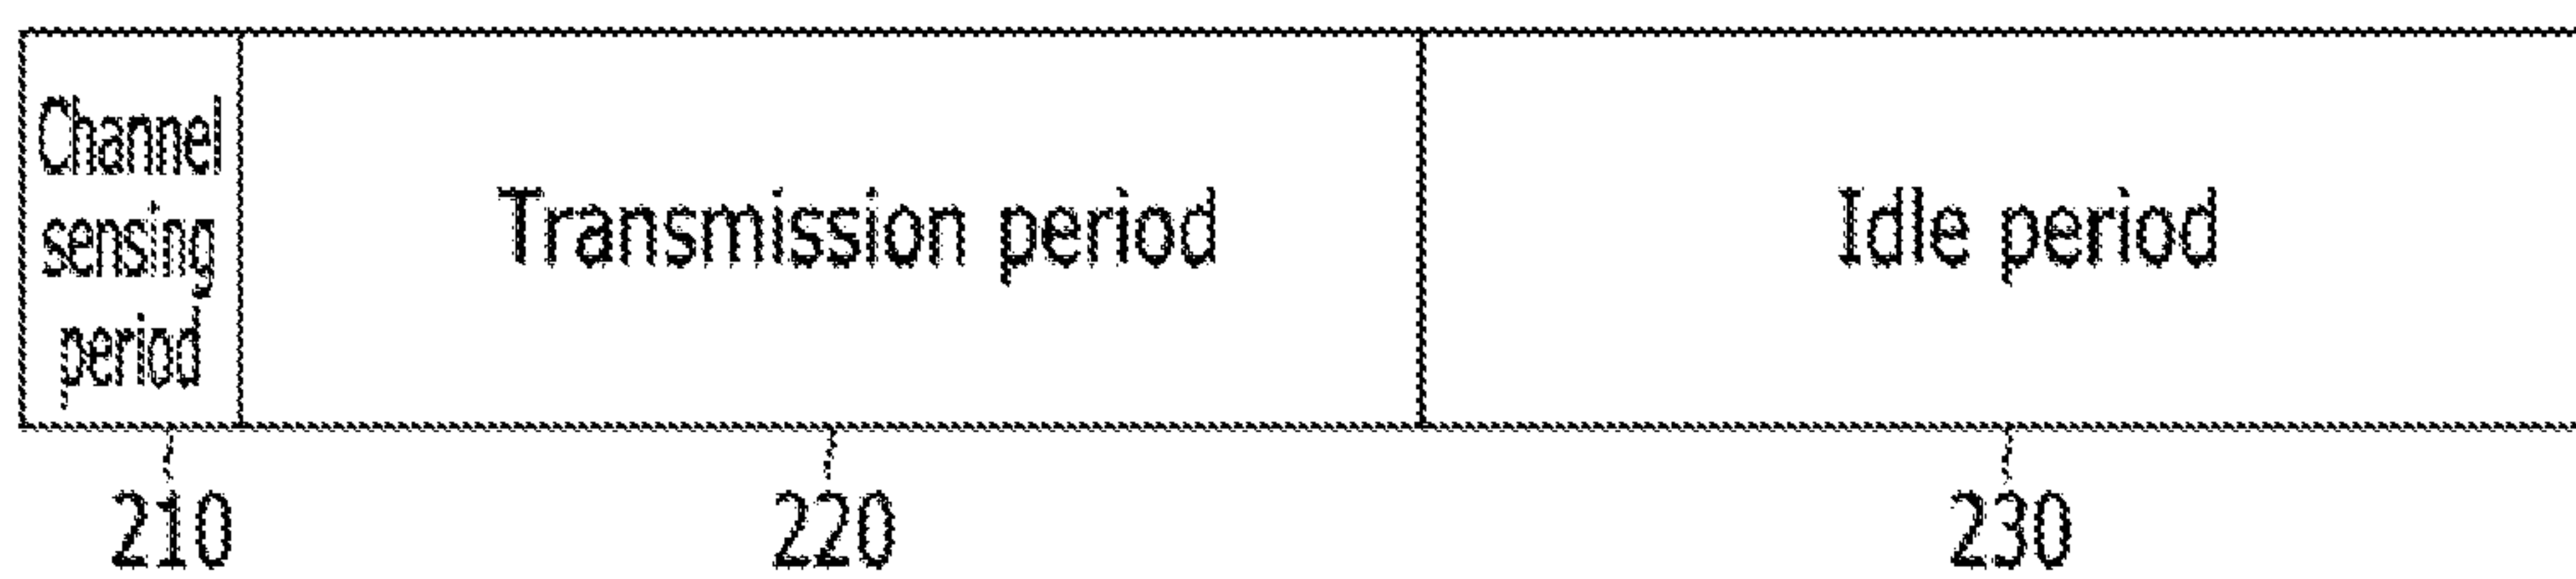 Channel
sensing
period
Transmission period
Idle period
210
220
230